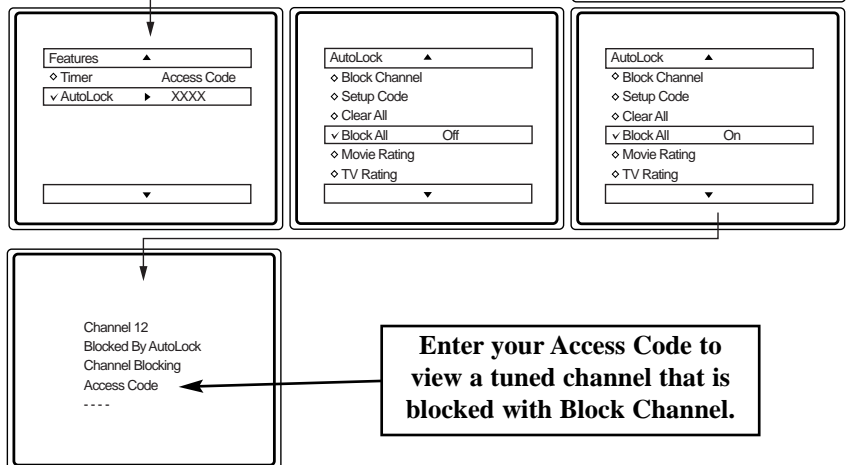 Features ▲
◇ Timer Access Code
✓ AutoLock ▶ XXXX
▼
AutoLock ▲
◇ Block Channel
◇ Setup Code
◇ Clear All
✓ Block All Off
◇ Movie Rating
◇ TV Rating
▼
AutoLock ▲
◇ Block Channel
◇ Setup Code
◇ Clear All
✓ Block All On
◇ Movie Rating
◇ TV Rating
▼
Channel 12
Blocked By AutoLock
Channel Blocking
Access Code
- - - -
Enter your Access Code to
view a tuned channel that is
blocked with Block Channel.